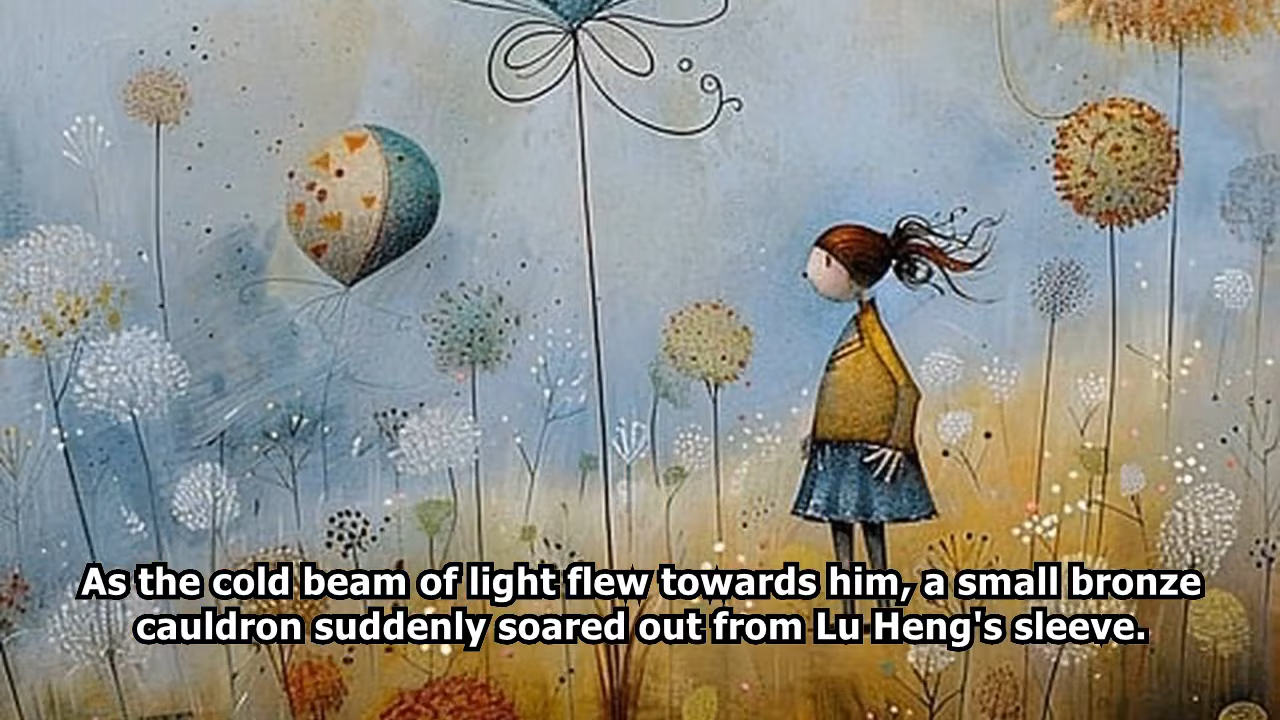 As the cold beam of light flew towards him, a small bronze
cauldron suddenly soared out from Lu Heng's sleeve.